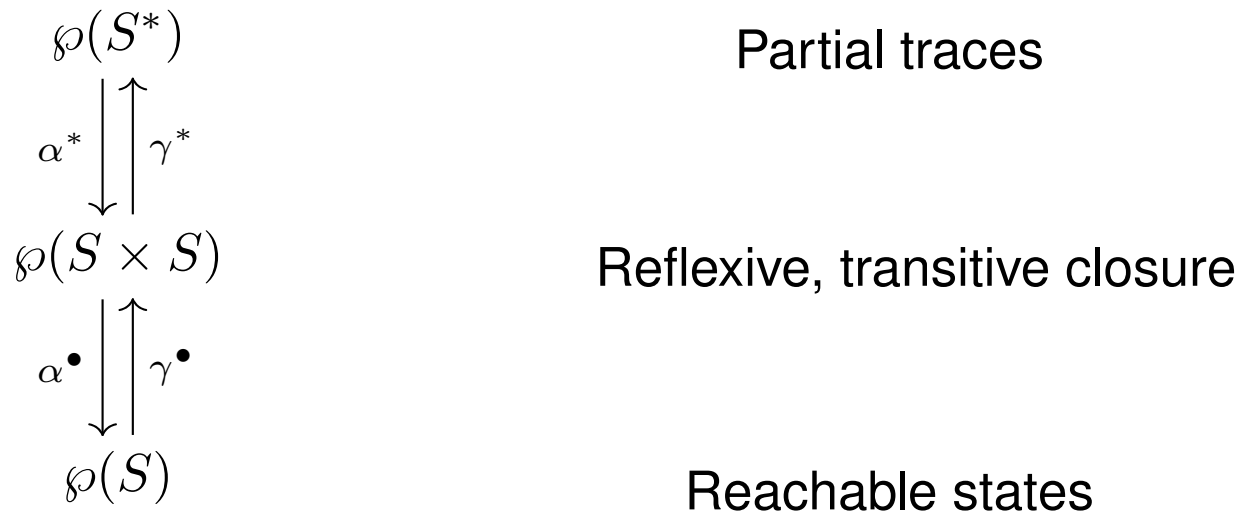 ℘(S*) Partial traces
α* γ*
℘(S × S) Reflexive, transitive closure
α• γ•
℘(S) Reachable states